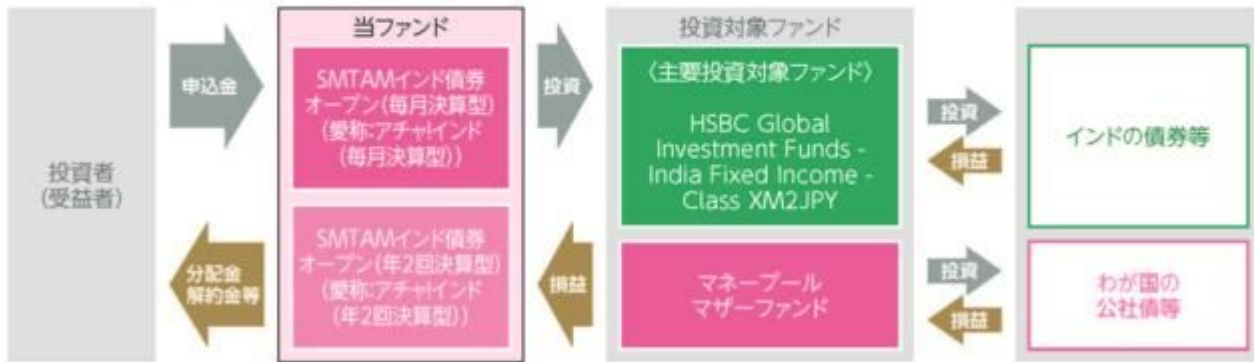 投資者
(受益者)
申込金
分配金
解約金等
当ファンド
SMTAMインド債券
オープン(毎月決算型)
(愛称:アチャ!インド
(毎月決算型))
SMTAMインド債券
オープン(年2回決算型)
(愛称:アチャ!インド
(年2回決算型))
投資
損益
投資対象ファンド
〈主要投資対象ファンド〉
HSBC Global
Investment Funds -
India Fixed Income -
Class XM2JPY
マネープール
マザーファンド
投資
損益
投資
損益
インドの債券等
わが国の
公社債等